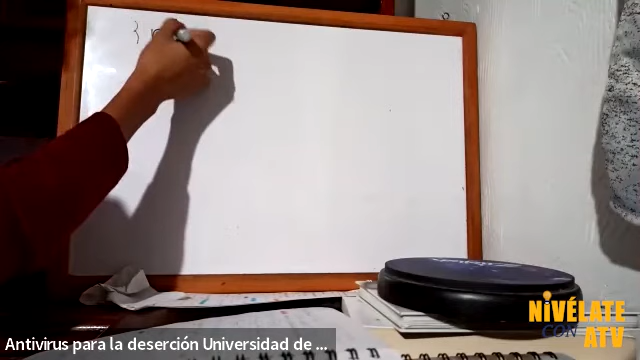 }
NIVÉLATE
CON ATV
Antivirus para la deserción Universidad de ...